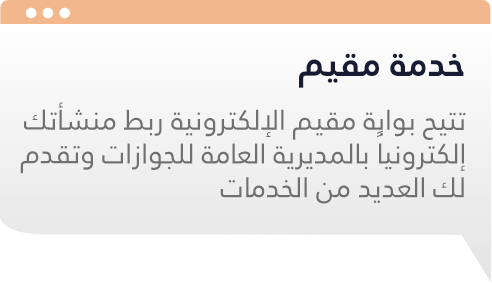 خدمة مقيم
تتيح بوابة مقيم الإلكترونية ربط منشأتك
إلكترونياً بالمديرية العامة للجوازات وتقدم
لك العديد من الخدمات